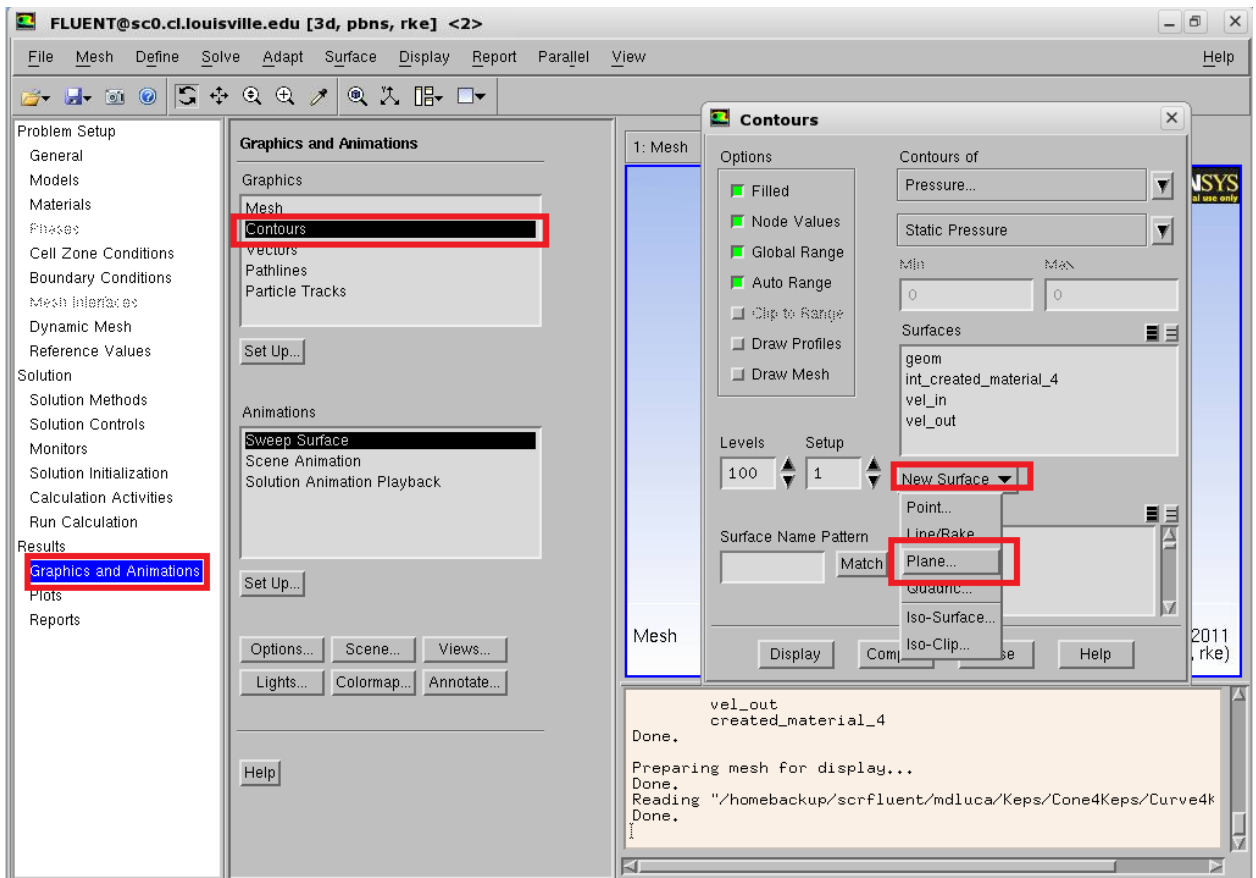 FLUENT@sc0.cl.louisville.edu [3d, pbns, rke] <2>
File Mesh Define Solve Adapt Surface Display Report Parallel View Help
Problem Setup
General
Models
Materials
Phases
Cell Zone Conditions
Boundary Conditions
Mesh Interfaces
Dynamic Mesh
Reference Values
Solution
Solution Methods
Solution Controls
Monitors
Solution Initialization
Calculation Activities
Run Calculation
Results
Graphics and Animations
Plots
Reports
Graphics and Animations
Graphics
Mesh
Contours
Vectors
Pathlines
Particle Tracks
Set Up...
Animations
Sweep Surface
Scene Animation
Solution Animation Playback
Set Up...
Options... Scene... Views...
Lights... Colormap... Annotate...
Help
1: Mesh
NSYS
al use only
Mesh
2011
, rke)
Contours
Options
Filled
Node Values
Global Range
Auto Range
Clip to Range
Draw Profiles
Draw Mesh
Levels Setup
100 1
Surface Name Pattern
Match
Contours of
Pressure...
Static Pressure
Min Max
0 0
Surfaces
geom
int_created_material_4
vel_in
vel_out
New Surface
Point...
Line/Rake...
Plane...
Quadric...
Iso-Surface...
Iso-Clip...
Display Comp se Help
vel_out
created_material_4
Done.
Preparing mesh for display...
Done.
Reading "/homebackup/scrfluent/mdluca/Keps/Cone4Keps/Curve4k
Done.